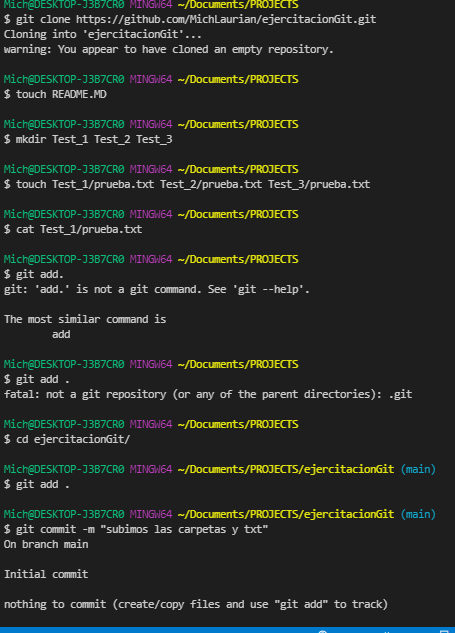 Mich@DESKTOP-J3B7CR0 MINGW64 ~/Documents/PROJECTS
$ git clone https://github.com/MichLaurian/ejercitacionGit.git
Cloning into 'ejercitacionGit'...
warning: You appear to have cloned an empty repository.

Mich@DESKTOP-J3B7CR0 MINGW64 ~/Documents/PROJECTS
$ touch README.MD

Mich@DESKTOP-J3B7CR0 MINGW64 ~/Documents/PROJECTS
$ mkdir Test_1 Test_2 Test_3

Mich@DESKTOP-J3B7CR0 MINGW64 ~/Documents/PROJECTS
$ touch Test_1/prueba.txt Test_2/prueba.txt Test_3/prueba.txt

Mich@DESKTOP-J3B7CR0 MINGW64 ~/Documents/PROJECTS
$ cat Test_1/prueba.txt

Mich@DESKTOP-J3B7CR0 MINGW64 ~/Documents/PROJECTS
$ git add.
git: 'add.' is not a git command. See 'git --help'.

The most similar command is
        add

Mich@DESKTOP-J3B7CR0 MINGW64 ~/Documents/PROJECTS
$ git add .
fatal: not a git repository (or any of the parent directories): .git

Mich@DESKTOP-J3B7CR0 MINGW64 ~/Documents/PROJECTS
$ cd ejercitacionGit/

Mich@DESKTOP-J3B7CR0 MINGW64 ~/Documents/PROJECTS/ejercitacionGit (main)
$ git add .

Mich@DESKTOP-J3B7CR0 MINGW64 ~/Documents/PROJECTS/ejercitacionGit (main)
$ git commit -m "subimos las carpetas y txt"
On branch main

Initial commit

nothing to commit (create/copy files and use "git add" to track)